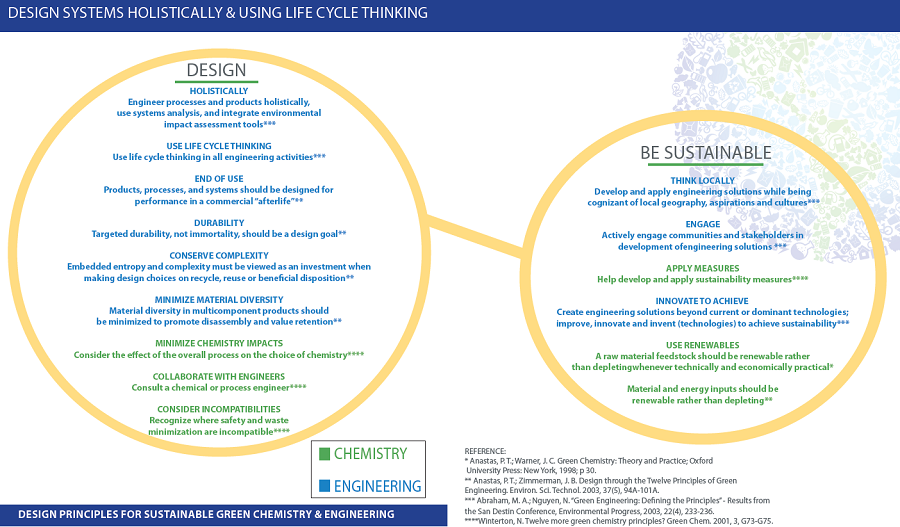 DESIGN SYSTEMS HOLISTICALLY & USING LIFE CYCLE THINKING
DESIGN
HOLISTICALLY
Engineer processes and products holistically,
use systems analysis, and integrate environmental
impact assessment tools***
USE LIFE CYCLE THINKING
Use life cycle thinking in all engineering activities***
END OF USE
Products, processes, and systems should be designed for
performance in a commercial "afterlife"**
DURABILITY
Targeted durability, not immortality, should be a design goal**
CONSERVE COMPLEXITY
Embedded entropy and complexity must be viewed as an investment when
making design choices on recycle, reuse or beneficial disposition**
MINIMIZE MATERIAL DIVERSITY
Material diversity in multicomponent products should
be minimized to promote disassembly and value retention**
MINIMIZE CHEMISTRY IMPACTS
Consider the effect of the overall process on the choice of chemistry****
COLLABORATE WITH ENGINEERS
Consult a chemical or process engineer****
CONSIDER INCOMPATIBILITIES
Recognize where safety and waste
minimization are incompatible****
BE SUSTAINABLE
THINK LOCALLY
Develop and apply engineering solutions while being
cognizant of local geography, aspirations and cultures***
ENGAGE
Actively engage communities and stakeholders in
development ofengineering solutions ***
APPLY MEASURES
Help develop and apply sustainability measures****
INNOVATE TO ACHIEVE
Create engineering solutions beyond current or dominant technologies;
improve, innovate and invent (technologies) to achieve sustainability***
USE RENEWABLES
A raw material feedstock should be renewable rather
than depletingwhenever technically and economically practical*
Material and energy inputs should be
renewable rather than depleting**
CHEMISTRY
ENGINEERING
REFERENCE:
* Anastas, P. T.; Warner, J. C. Green Chemistry: Theory and Practice; Oxford
University Press: New York, 1998; p 30.
** Anastas, P. T.; Zimmerman, J. B. Design through the Twelve Principles of Green
Engineering. Environ. Sci. Technol. 2003, 37(5), 94A-101A.
*** Abraham, M. A.; Nguyen, N. "Green Engineering: Defining the Principles" - Results from
the San Destin Conference, Environmental Progress, 2003, 22(4), 233-236.
****Winterton, N. Twelve more green chemistry principles? Green Chem. 2001, 3, G73-G75.
DESIGN PRINCIPLES FOR SUSTAINABLE GREEN CHEMISTRY & ENGINEERING